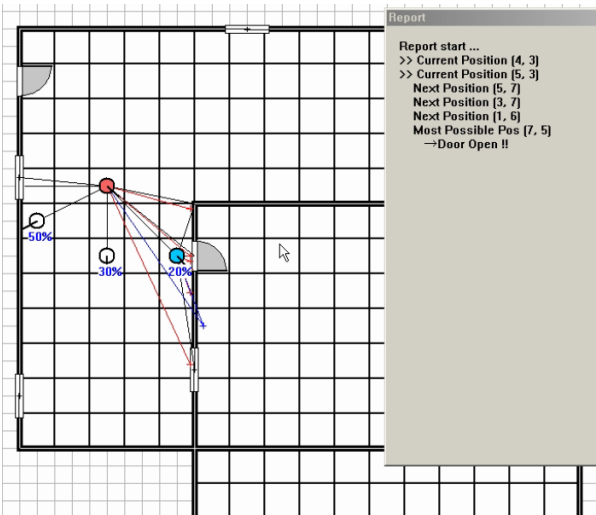 Report
Report start ...
>> Current Position (4, 3)
>> Current Position (5, 3)
Next Position (5, 7)
Next Position (3, 7)
Next Position (1, 6)
Most Possible Pos (7, 5)
→Door Open !!
50%
30%
20%